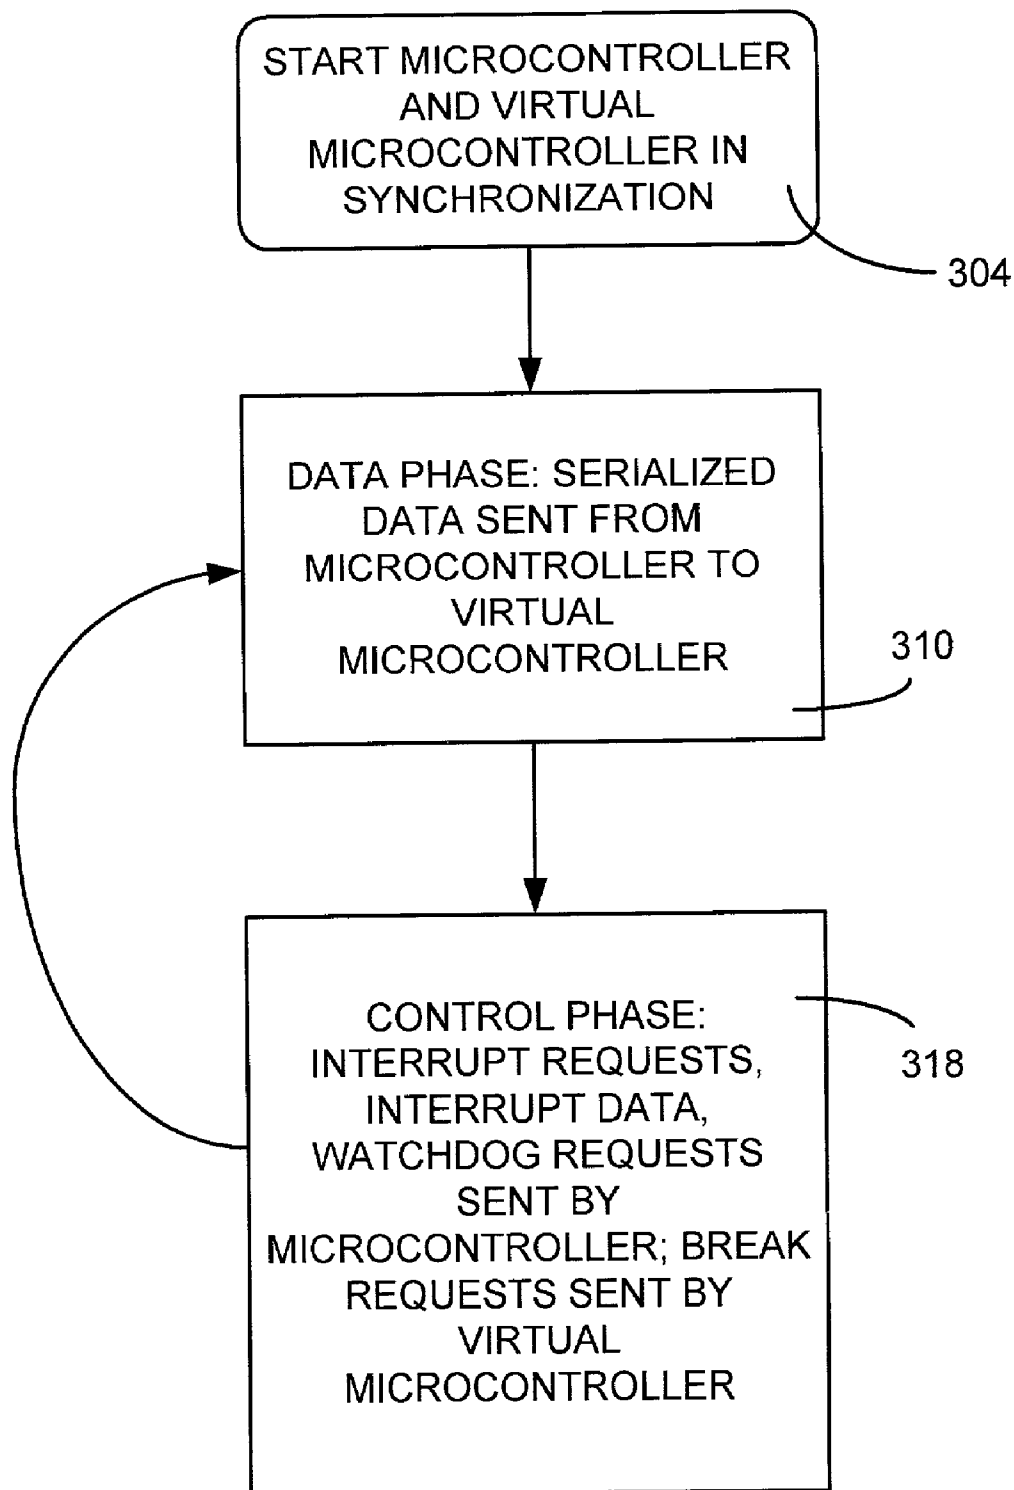 START MICROCONTROLLER
AND VIRTUAL
MICROCONTROLLER IN
SYNCHRONIZATION
304
DATA PHASE: SERIALIZED
DATA SENT FROM
MICROCONTROLLER TO
VIRTUAL
MICROCONTROLLER
310
CONTROL PHASE:
INTERRUPT REQUESTS,
INTERRUPT DATA,
WATCHDOG REQUESTS
SENT BY
MICROCONTROLLER; BREAK
REQUESTS SENT BY
VIRTUAL
MICROCONTROLLER
318